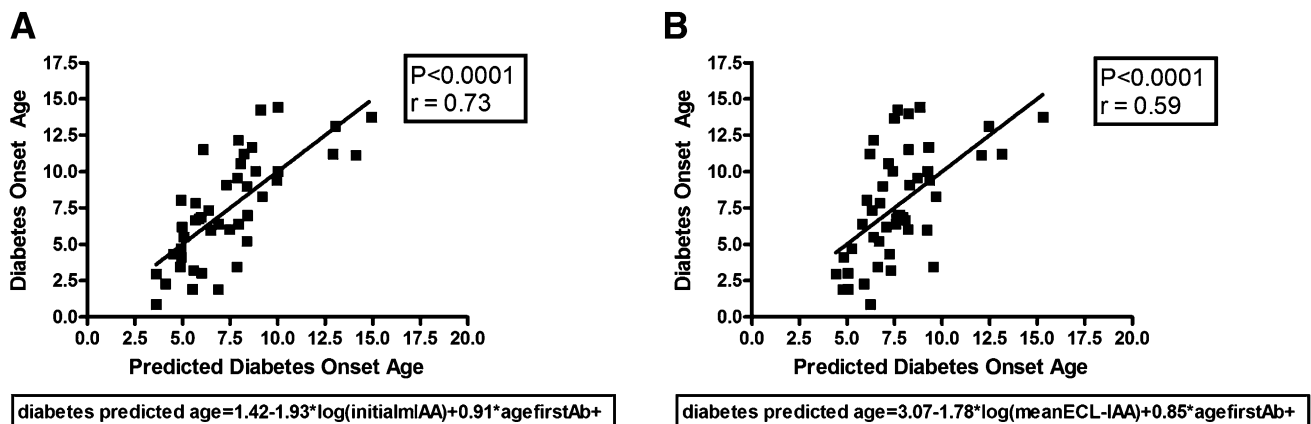 A
P<0.0001
r = 0.73
Diabetes Onset Age
17.5
15.0
12.5
10.0
7.5
5.0
2.5
0.0
0.0 2.5 5.0 7.5 10.0 12.5 15.0 17.5 20.0
Predicted Diabetes Onset Age
diabetes predicted age=1.42-1.93*log(initialmIAA)+0.91*agefirstAb+
B
P<0.0001
r = 0.59
Diabetes Onset Age
17.5
15.0
12.5
10.0
7.5
5.0
2.5
0.0
0.0 2.5 5.0 7.5 10.0 12.5 15.0 17.5 20.0
Predicted Diabetes Onset Age
diabetes predicted age=3.07-1.78*log(meanECL-IAA)+0.85*agefirstAb+